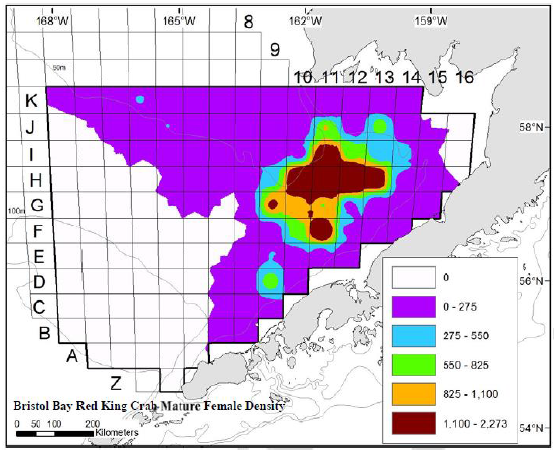 168°W 165°W 162°W 159°W
8
9
50m
10 11 12 13 14 15 16
K
J
I
H
G
F
E
D
C
B
A
Z
100m
58°N
56°N
54°N
0
0 - 275
275 - 550
550 - 825
825 - 1,100
1,100 - 2,273
Bristol Bay Red King Crab Mature Female Density
0 50 100 200
Kilometers